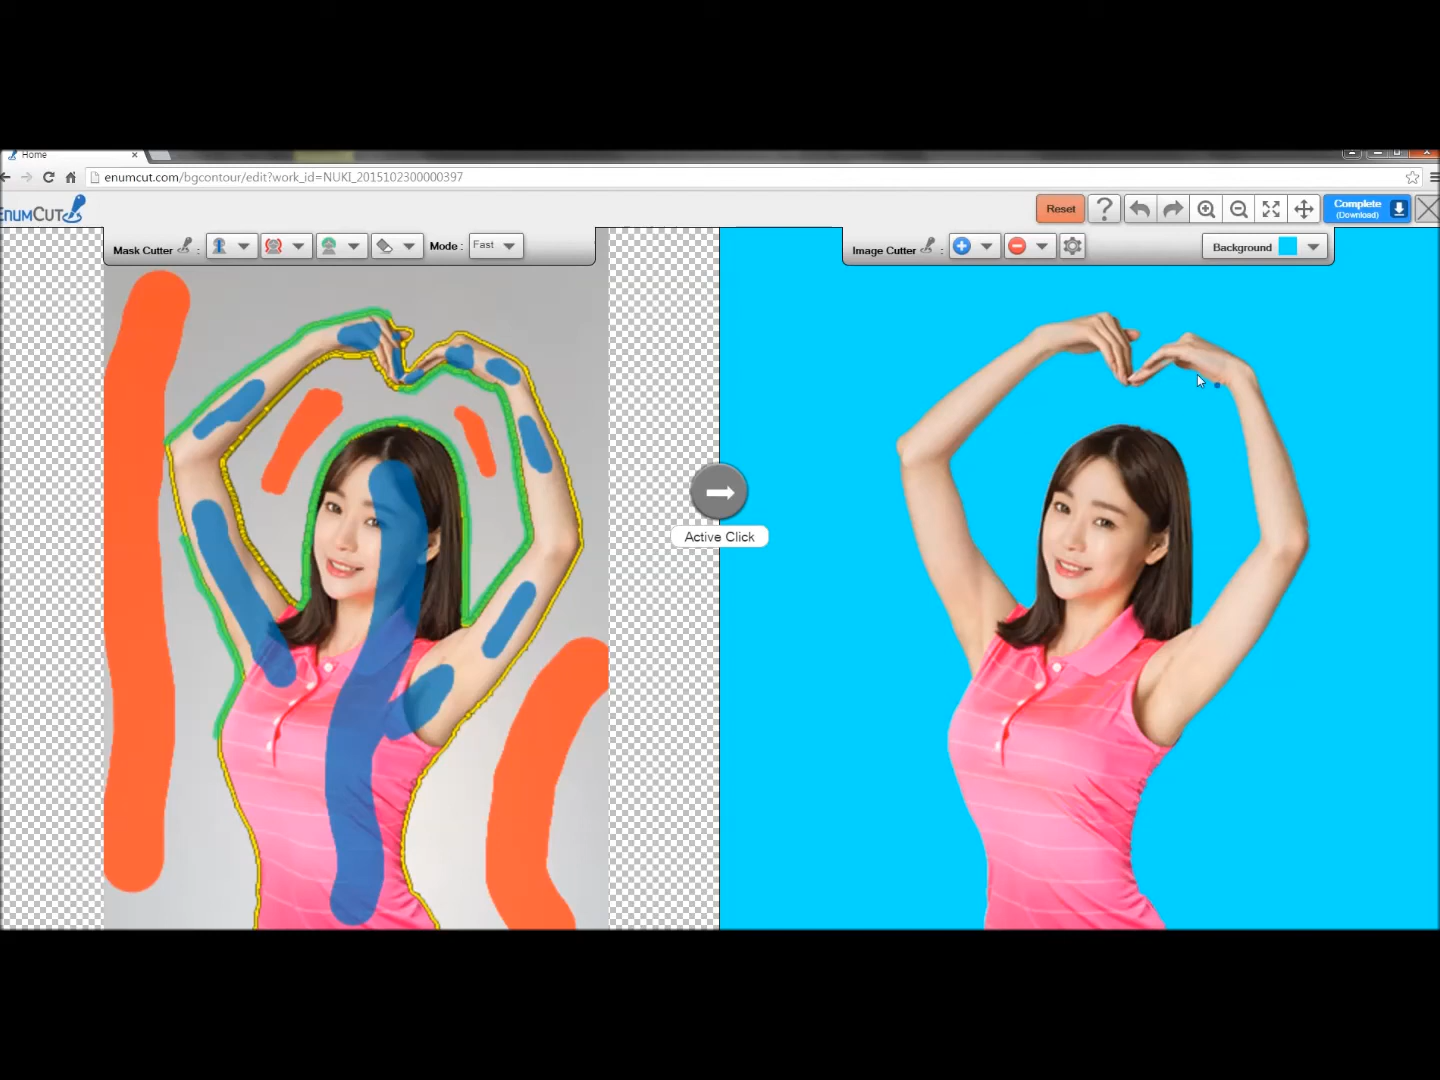 Home
enumcut.com/bgcontour/edit?work_id=NUKI_2015102300000397
ENUMCUT
Reset
?
Complete
(Download)
Mask Cutter :
Mode :
Fast
Image Cutter :
Background
Active Click